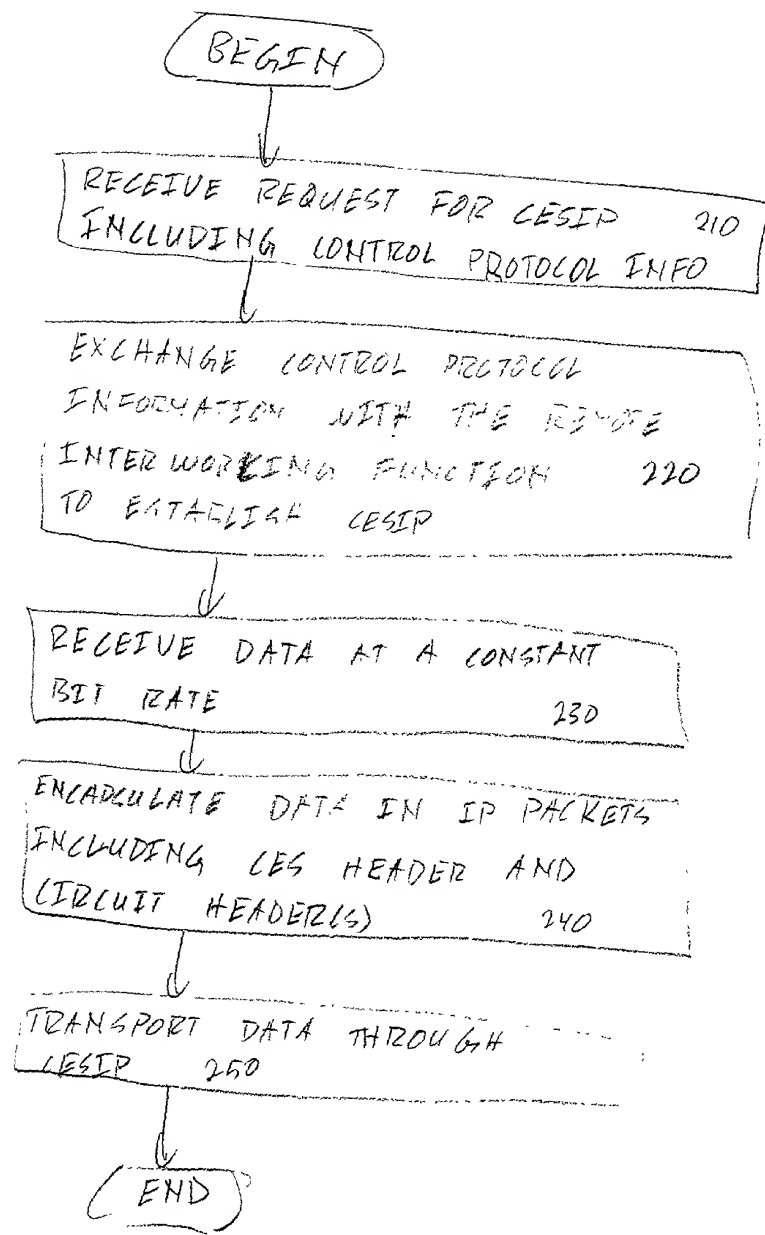 BEGIN
RECEIVE REQUEST FOR CESIP 210
INCLUDING CONTROL PROTOCOL INFO
EXCHANGE CONTROL PROTOCOL
INFORMATION WITH THE REMOTE
INTERWORKING FUNCTION 220
TO ESTABLISH CESIP
RECEIVE DATA AT A CONSTANT
BIT RATE 230
ENCAPCULATE DATA IN IP PACKETS
INCLUDING CES HEADER AND
CIRCUIT HEADER(S) 240
TRANSPORT DATA THROUGH
CESIP 250
END